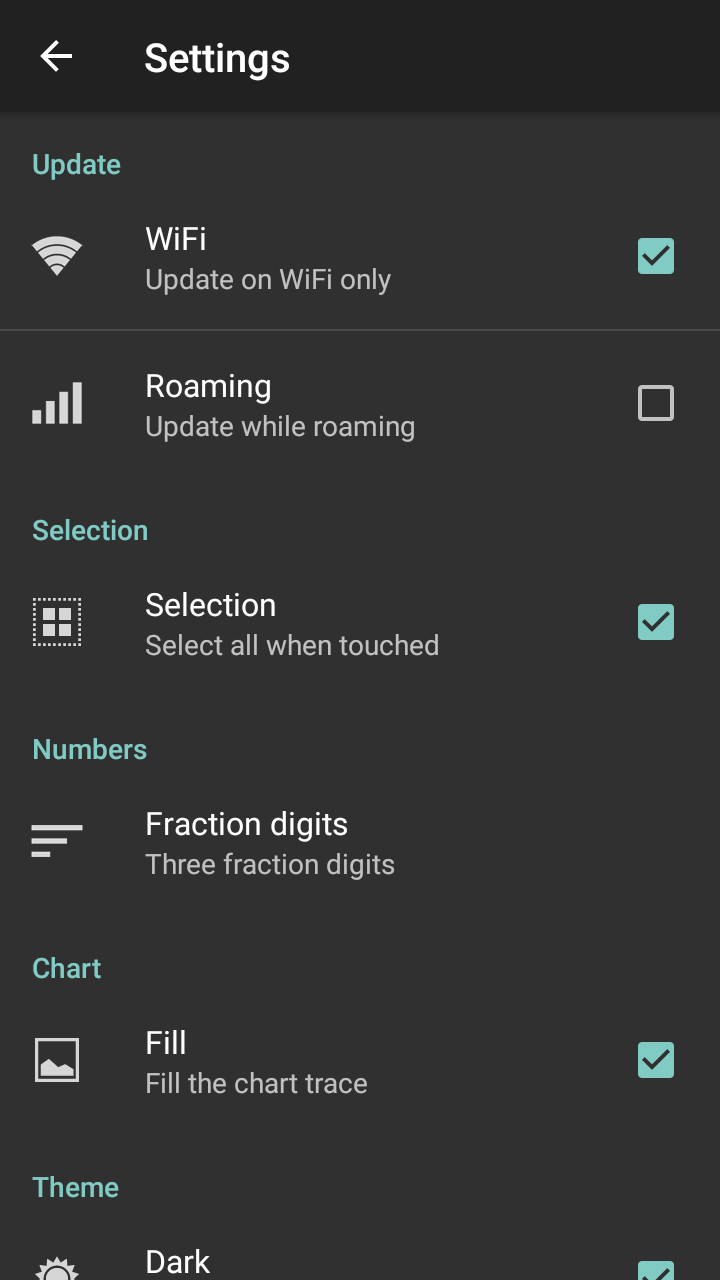 Settings
Update
WiFi
Update on WiFi only
Roaming
Update while roaming
Selection
Selection
Select all when touched
Numbers
Fraction digits
Three fraction digits
Chart
Fill
Fill the chart trace
Theme
Dark